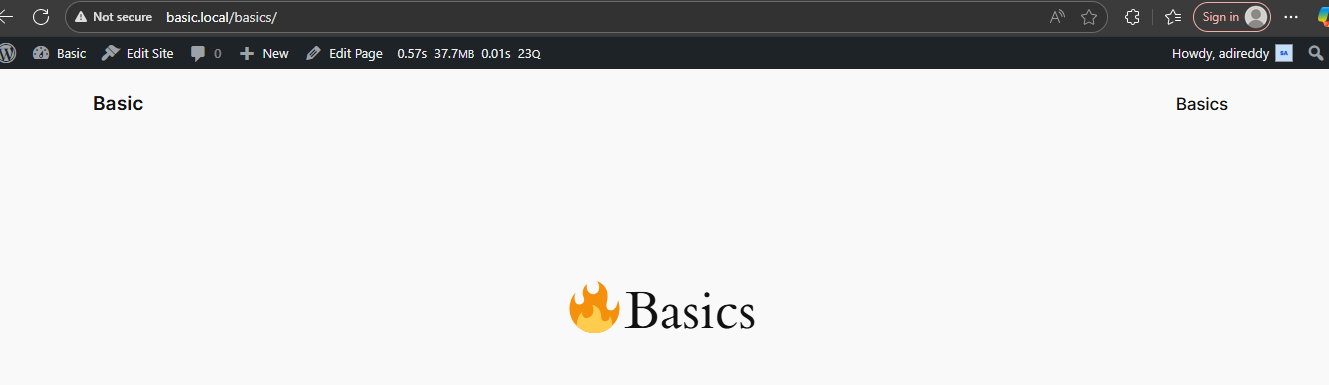 Not secure basic.local/basics/ A Sign in
Basic Edit Site 0 New Edit Page 0.57s 37.7MB 0.01s 23Q Howdy, adireddy SA
Basic Basics
🔥Basics